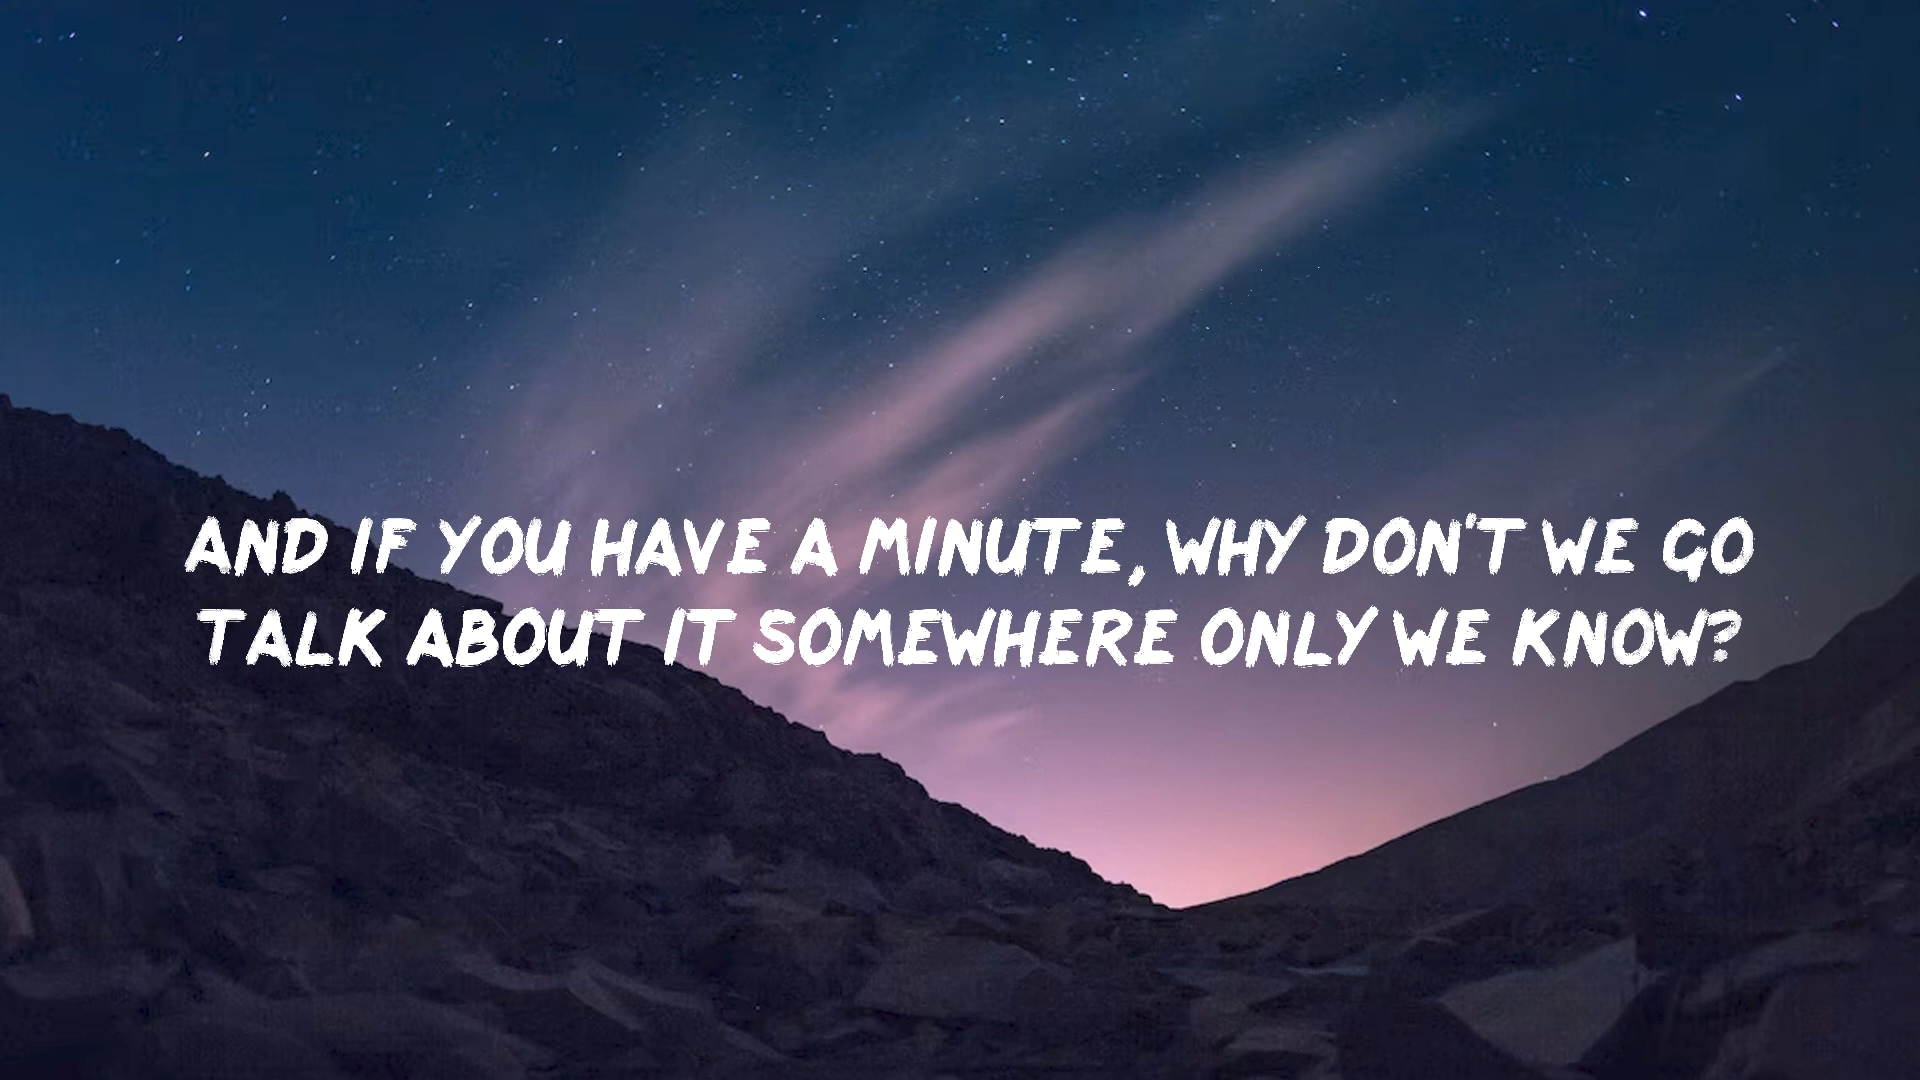 AND IF YOU HAVE A MINUTE, WHY DON'T WE GO
TALK ABOUT IT SOMEWHERE ONLY WE KNOW?